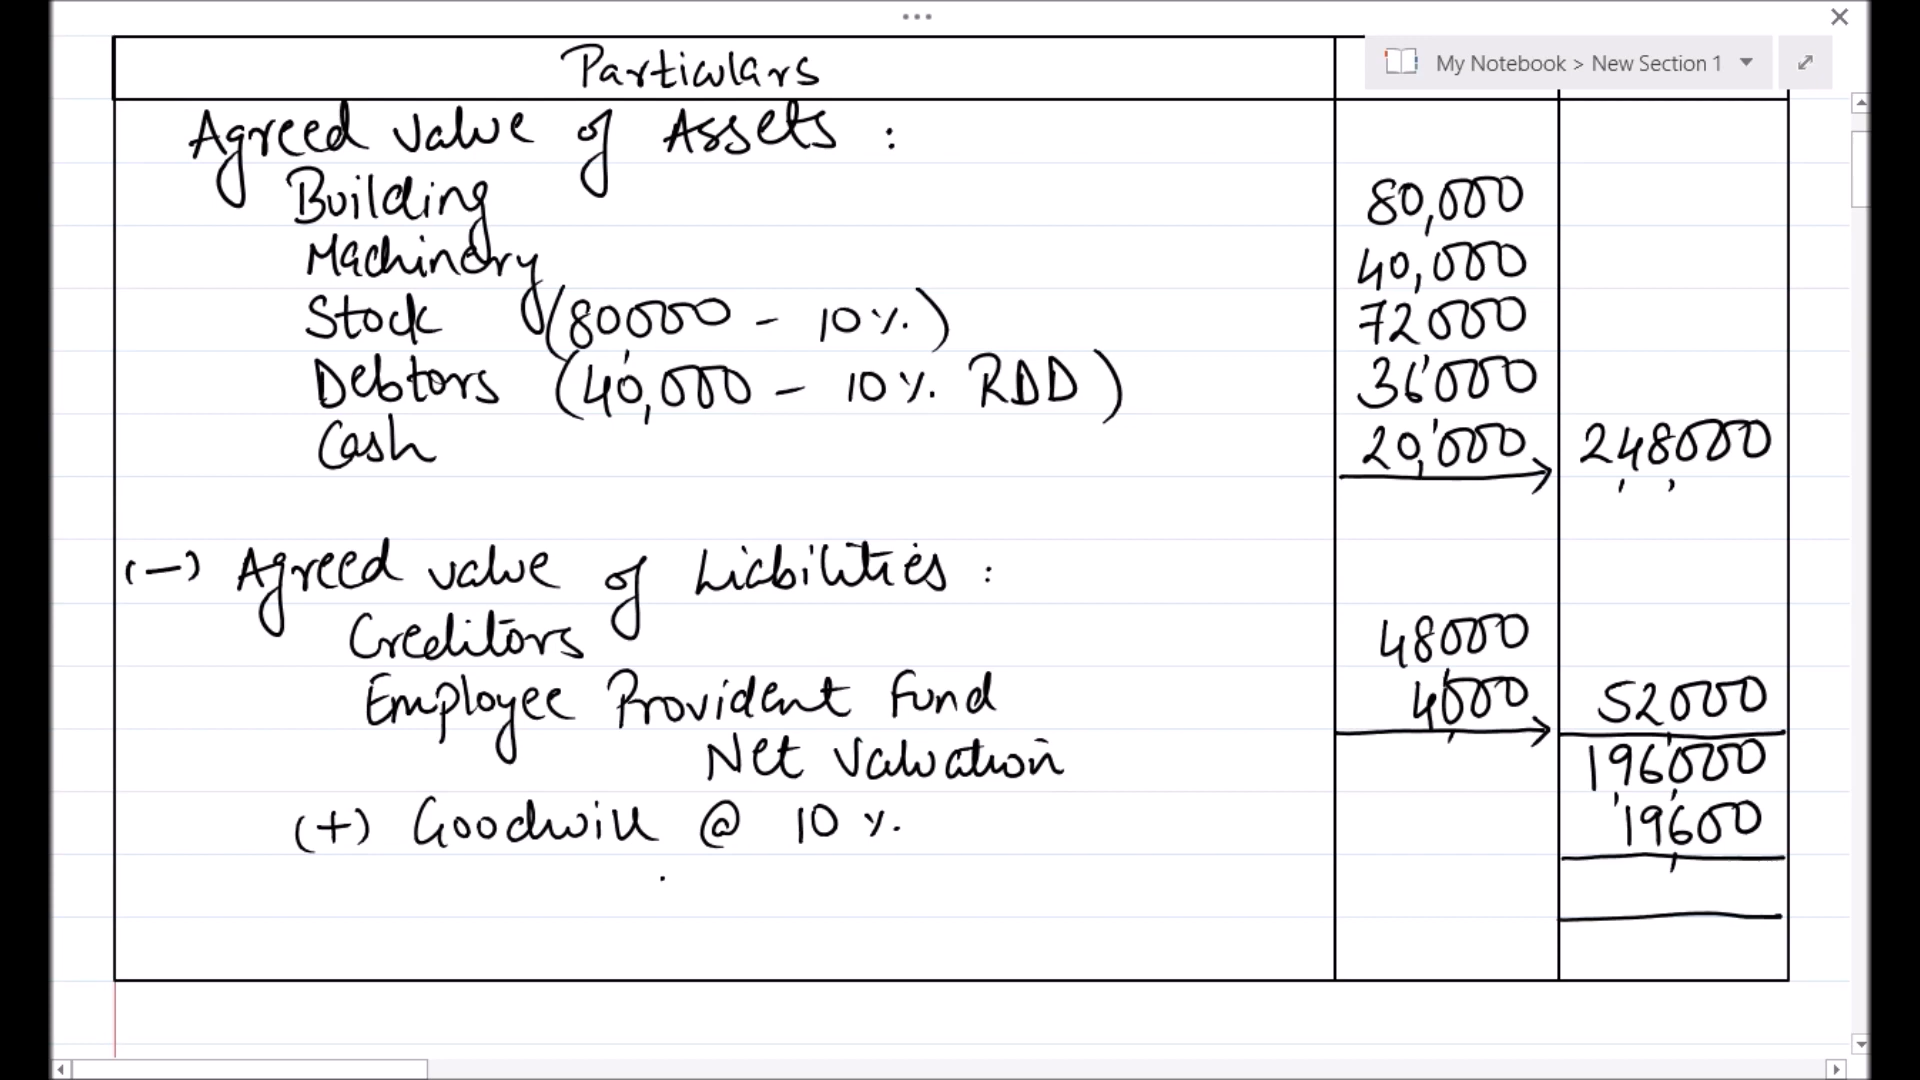 My Notebook > New Section 1
Particulars
Agreed value of Assets :
Building 80,000
Machinery 40,000
Stock (80000 - 10%) 72000
Debtors (40,000 - 10% RDD) 36'000
Cash 20,000 248000
(-) Agreed value of Liabilities :
Creditors 48000
Employee Provident Fund 4000 52000
Net Valuation 196000
(+) Goodwill @ 10 % 19600